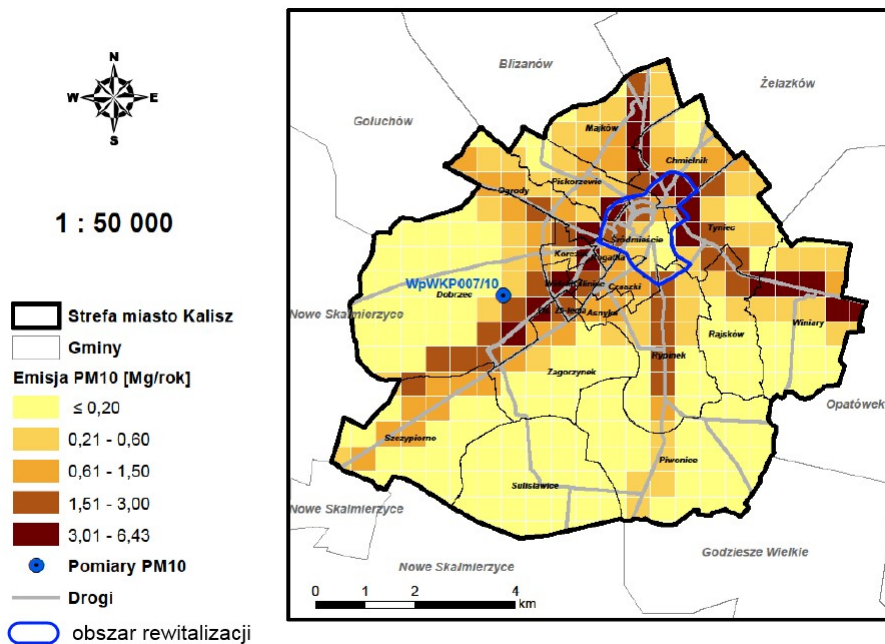 N
W E
S
1 : 50 000
Strefa miasto Kalisz
Gminy
Emisja PM10 [Mg/rok]
≤ 0,20
0,21 - 0,60
0,61 - 1,50
1,51 - 3,00
3,01 - 6,43
Pomiary PM10
Drogi
obszar rewitalizacji
Blizanów
Żelazków
Gołuchów
Majków
Chmielnik
Piskorzewie
Ogrody
Tyniec
Śródmieście
Rogatka
Korczak
WpWKP007/10
Dobrzec
Czaszki
Asnyka
Nowe Skalmierzyce
Winiary
Rajsków
Rypinek
Zagorzynek
Opatówek
Szczypiorno
Piwonice
Sulisławice
Nowe Skalmierzyce
Godziesze Wielkie
Nowe Skalmierzyce
0 1 2 4
km